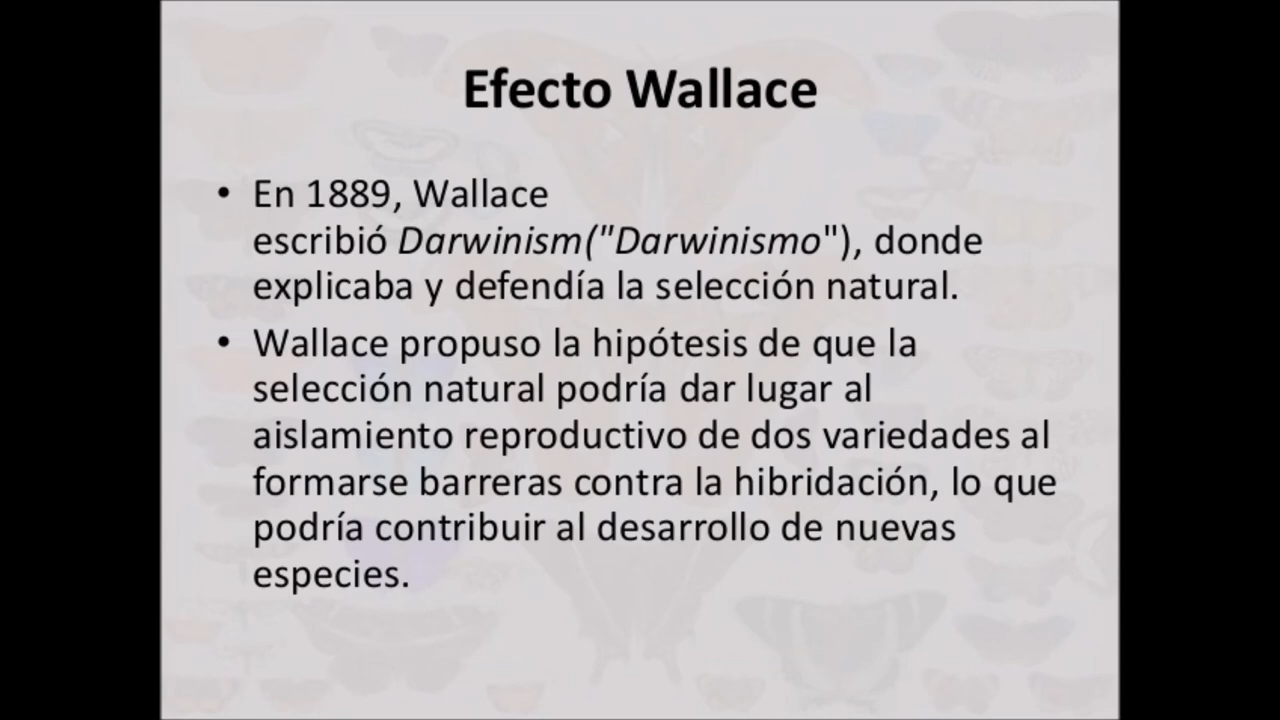 Efecto Wallace
• En 1889, Wallace
escribió Darwinism("Darwinismo"), donde
explicaba y defendía la selección natural.
• Wallace propuso la hipótesis de que la
selección natural podría dar lugar al
aislamiento reproductivo de dos variedades al
formarse barreras contra la hibridación, lo que
podría contribuir al desarrollo de nuevas
especies.